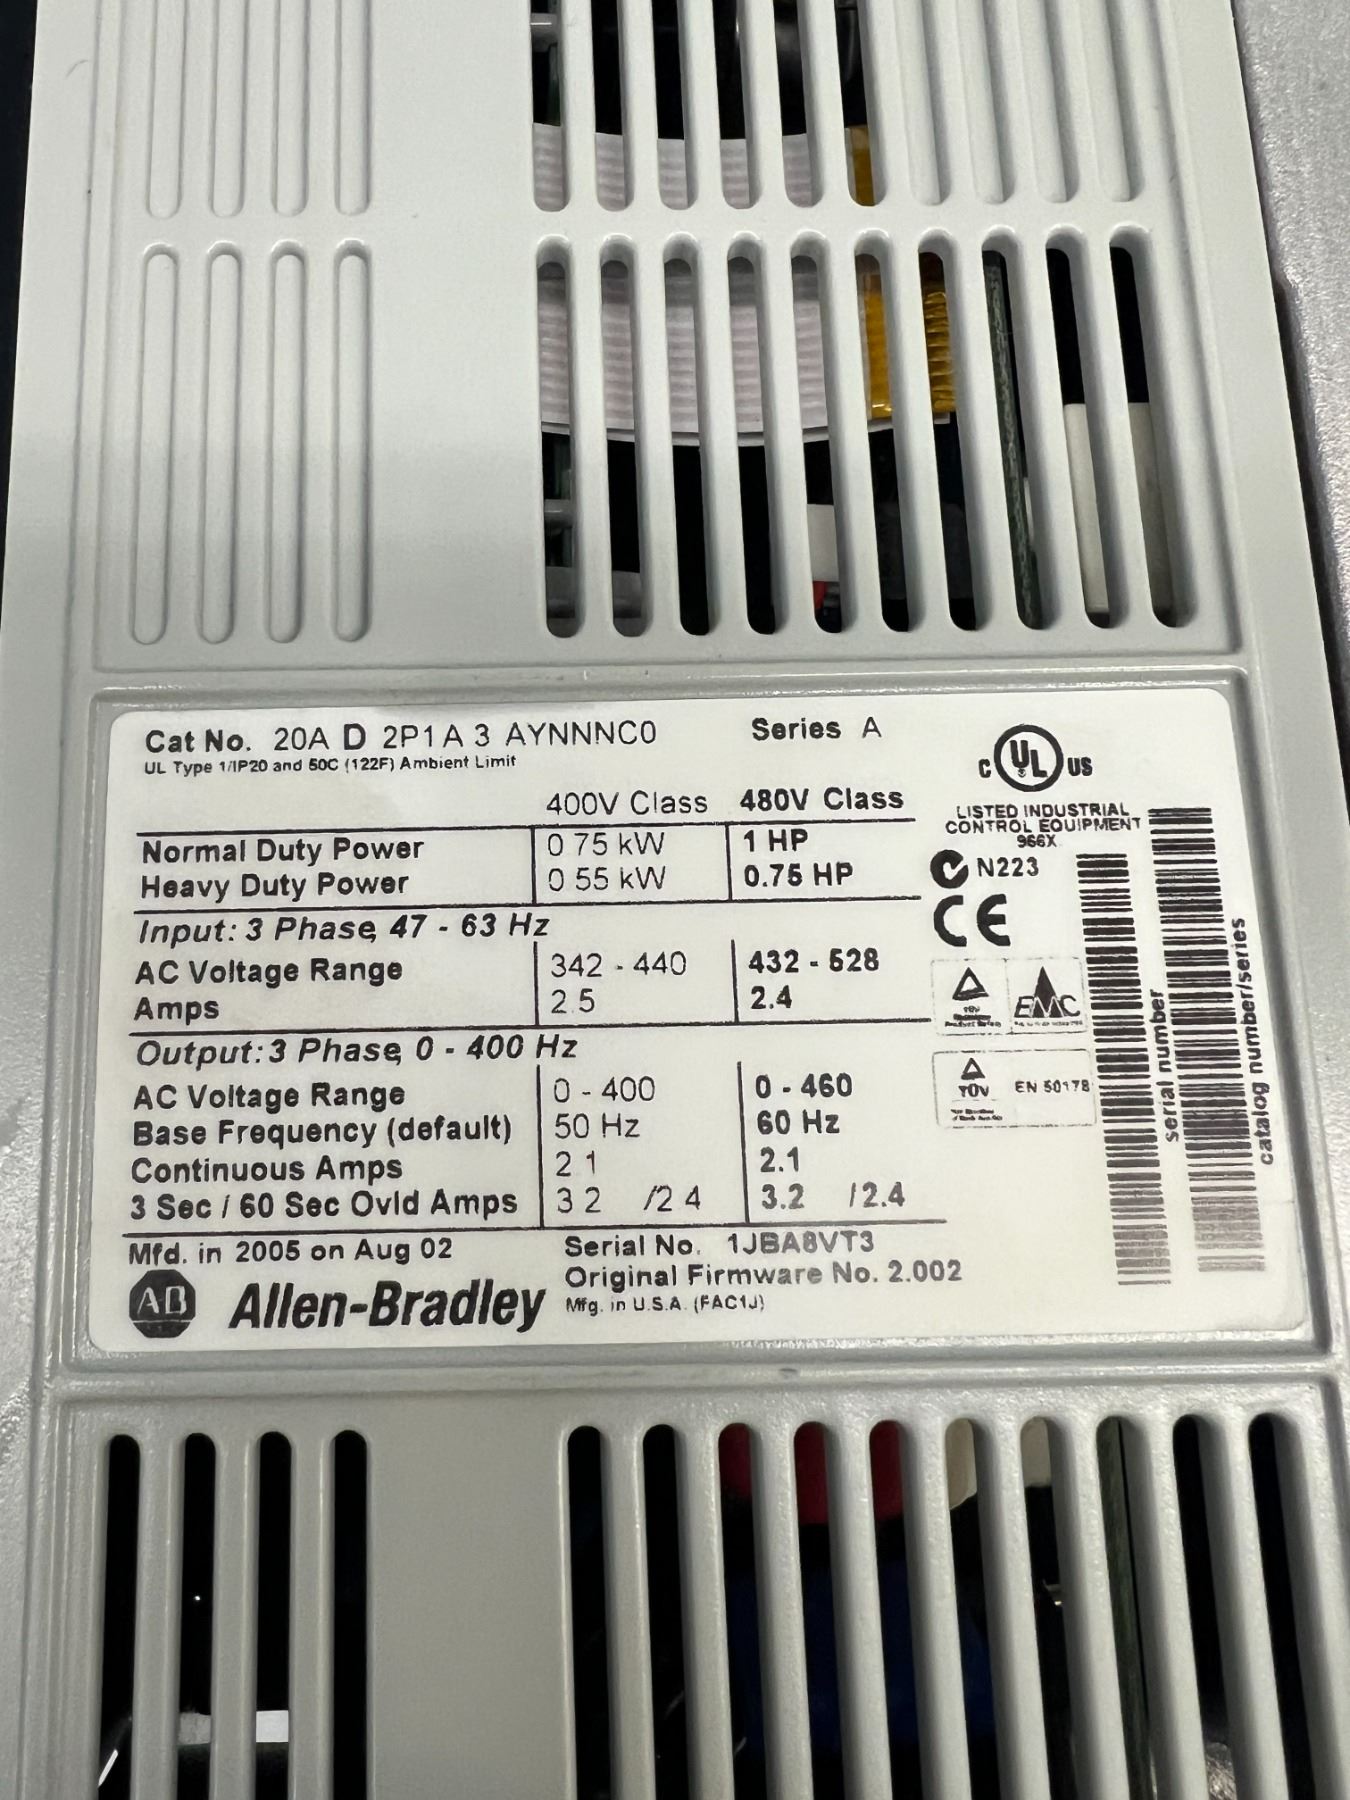 Cat No. 20A D 2P1A 3 AYNNNC0 Series A
UL Type 1/IP20 and 50C (122F) Ambient Limit
C UL US
LISTED INDUSTRIAL
CONTROL EQUIPMENT
966X
N223
CE
400V Class 480V Class
Normal Duty Power 0 75 kW 1 HP
Heavy Duty Power 0 55 kW 0.75 HP
Input: 3 Phase, 47 - 63 Hz
AC Voltage Range 342 - 440 432 - 528
Amps 2 5 2.4
Output: 3 Phase, 0 - 400 Hz
AC Voltage Range 0 - 400 0 - 460
Base Frequency (default) 50 Hz 60 Hz
Continuous Amps 2 1 2.1
3 Sec / 60 Sec Ovld Amps 3 2 /2 4 3.2 /2.4
EMC
TÜV
EN 50178
serial number
catalog number/series
Mfd. in 2005 on Aug 02
Serial No. 1JBA8VT3
Original Firmware No. 2.002
Mfg. in U.S.A. (FAC1J)
AB Allen-Bradley